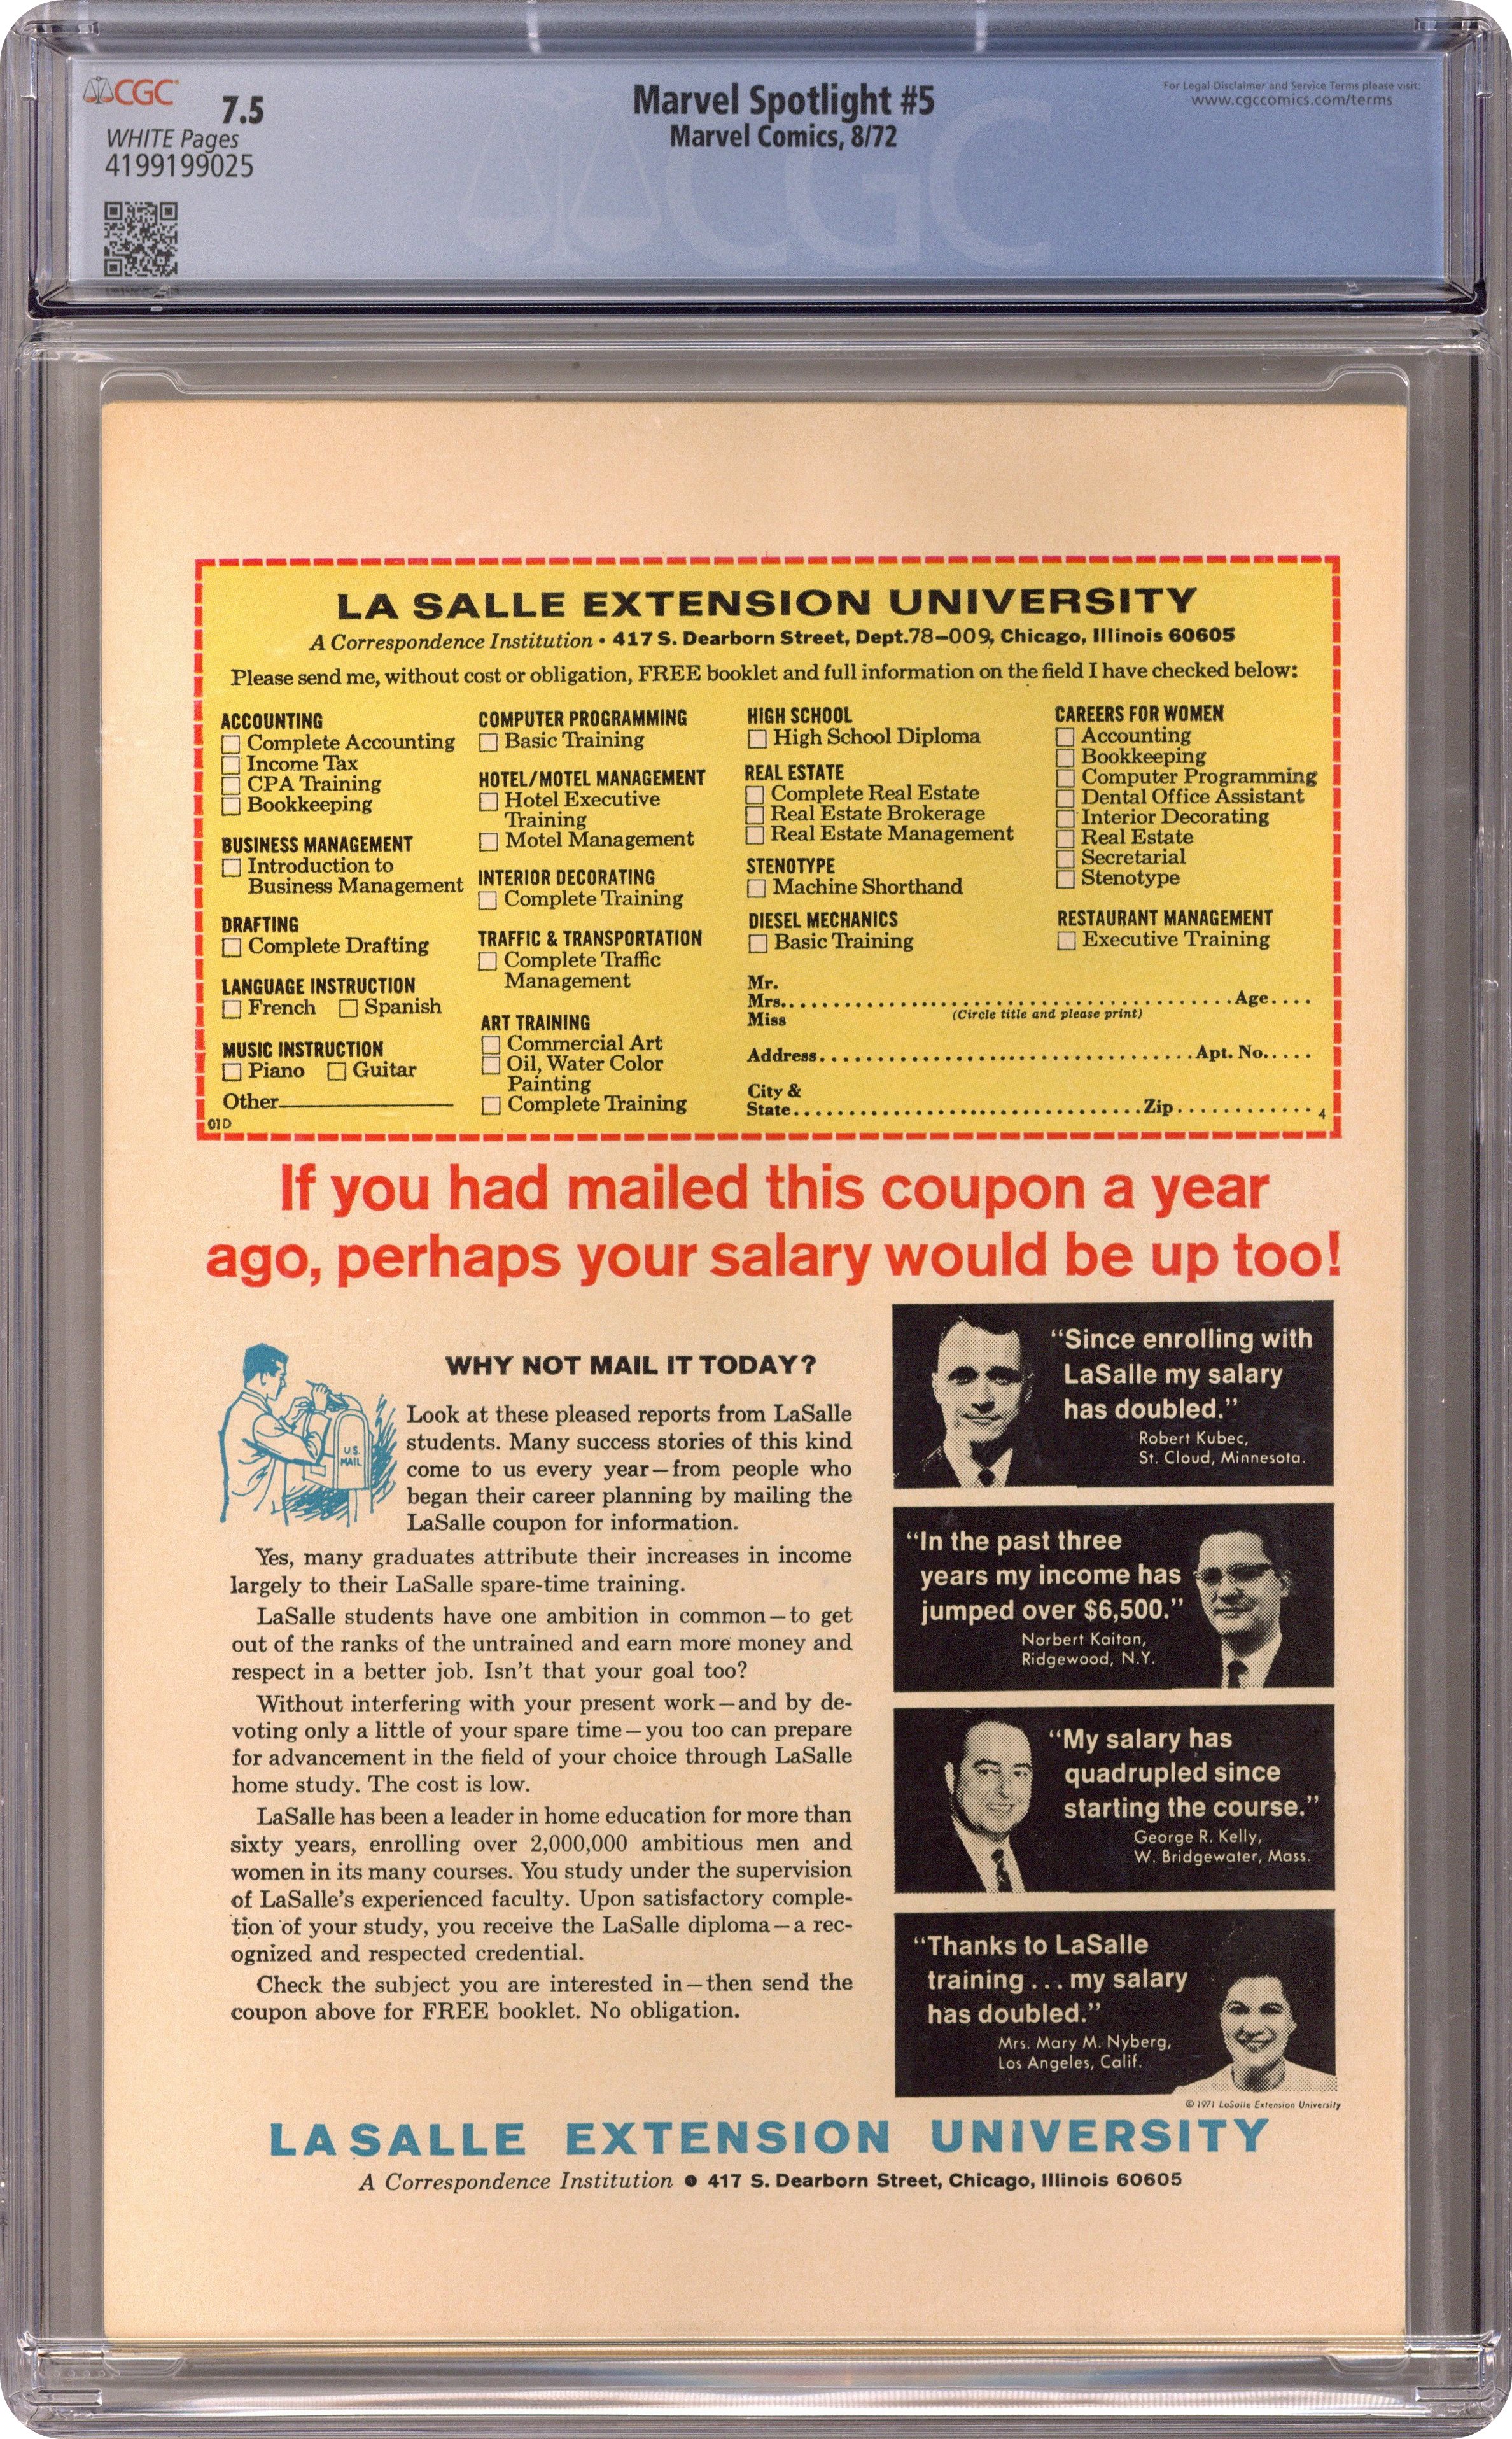 CGC
7.5
WHITE Pages
4199199025
Marvel Spotlight #5
Marvel Comics, 8/72
For Legal Disclaimer and Service Terms please visit:
www.cgccomics.com/terms
CGC
LA SALLE EXTENSION UNIVERSITY
A Correspondence Institution • 417 S. Dearborn Street, Dept.78-009, Chicago, Illinois 60605
Please send me, without cost or obligation, FREE booklet and full information on the field I have checked below:
ACCOUNTING
Complete Accounting
Income Tax
CPA Training
Bookkeeping
BUSINESS MANAGEMENT
Introduction to
Business Management
DRAFTING
Complete Drafting
LANGUAGE INSTRUCTION
French Spanish
MUSIC INSTRUCTION
Piano Guitar
Other
01D
COMPUTER PROGRAMMING
Basic Training
HOTEL/MOTEL MANAGEMENT
Hotel Executive
Training
Motel Management
INTERIOR DECORATING
Complete Training
TRAFFIC & TRANSPORTATION
Complete Traffic
Management
ART TRAINING
Commercial Art
Oil, Water Color
Painting
Complete Training
HIGH SCHOOL
High School Diploma
REAL ESTATE
Complete Real Estate
Real Estate Brokerage
Real Estate Management
STENOTYPE
Machine Shorthand
DIESEL MECHANICS
Basic Training
CAREERS FOR WOMEN
Accounting
Bookkeeping
Computer Programming
Dental Office Assistant
Interior Decorating
Real Estate
Secretarial
Stenotype
RESTAURANT MANAGEMENT
Executive Training
Mr.
Mrs. Age
Miss (Circle title and please print)
Address Apt. No.
City &
State Zip 4
If you had mailed this coupon a year
ago, perhaps your salary would be up too!
U.S.
MAIL
WHY NOT MAIL IT TODAY?
Look at these pleased reports from LaSalle
students. Many success stories of this kind
come to us every year—from people who
began their career planning by mailing the
LaSalle coupon for information.
Yes, many graduates attribute their increases in income
largely to their LaSalle spare-time training.
LaSalle students have one ambition in common—to get
out of the ranks of the untrained and earn more money and
respect in a better job. Isn't that your goal too?
Without interfering with your present work—and by de-
voting only a little of your spare time—you too can prepare
for advancement in the field of your choice through LaSalle
home study. The cost is low.
LaSalle has been a leader in home education for more than
sixty years, enrolling over 2,000,000 ambitious men and
women in its many courses. You study under the supervision
of LaSalle's experienced faculty. Upon satisfactory comple-
tion of your study, you receive the LaSalle diploma—a rec-
ognized and respected credential.
Check the subject you are interested in—then send the
coupon above for FREE booklet. No obligation.
"Since enrolling with
LaSalle my salary
has doubled."
Robert Kubec,
St. Cloud, Minnesota.
"In the past three
years my income has
jumped over $6,500."
Norbert Kaitan,
Ridgewood, N.Y.
"My salary has
quadrupled since
starting the course."
George R. Kelly,
W. Bridgewater, Mass.
"Thanks to LaSalle
training ... my salary
has doubled."
Mrs. Mary M. Nyberg,
Los Angeles, Calif.
© 1971 LaSalle Extension University
LASALLE EXTENSION UNIVERSITY
A Correspondence Institution • 417 S. Dearborn Street, Chicago, Illinois 60605